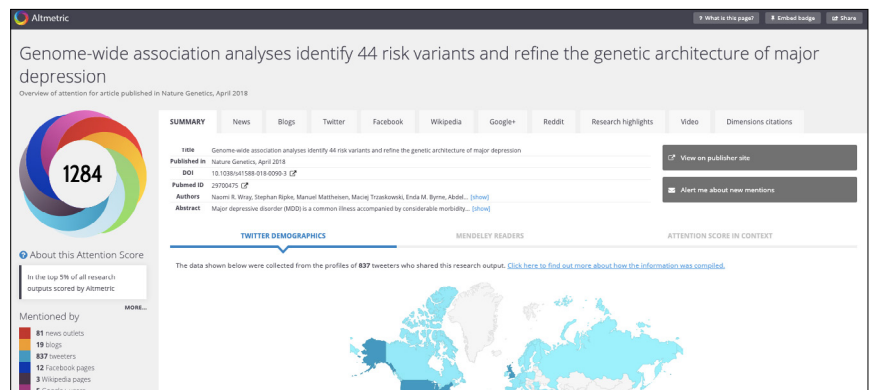 Altmetric
? What is this page?
Embed badge
Share
Genome-wide association analyses identify 44 risk variants and refine the genetic architecture of major
depression
Overview of attention for article published in Nature Genetics, April 2018
SUMMARY News Blogs Twitter Facebook Wikipedia Google+ Reddit Research highlights Video Dimensions citations
1284
Title Genome-wide association analyses identify 44 risk variants and refine the genetic architecture of major depression
Published in Nature Genetics, April 2018
DOI 10.1038/s41588-018-0090-3
Pubmed ID 29700475
Authors Naomi R. Wray, Stephan Ripke, Manuel Mattheisen, Maciej Trzaskowski, Enda M. Byrne, Abdel... [show]
Abstract Major depressive disorder (MDD) is a common illness accompanied by considerable morbidity... [show]
View on publisher site
Alert me about new mentions
TWITTER DEMOGRAPHICS MENDELEY READERS ATTENTION SCORE IN CONTEXT
The data shown below were collected from the profiles of 837 tweeters who shared this research output. Click here to find out more about how the information was compiled.
? About this Attention Score
In the top 5% of all research
outputs scored by Altmetric
MORE...
Mentioned by
81 news outlets
19 blogs
837 tweeters
12 Facebook pages
3 Wikipedia pages